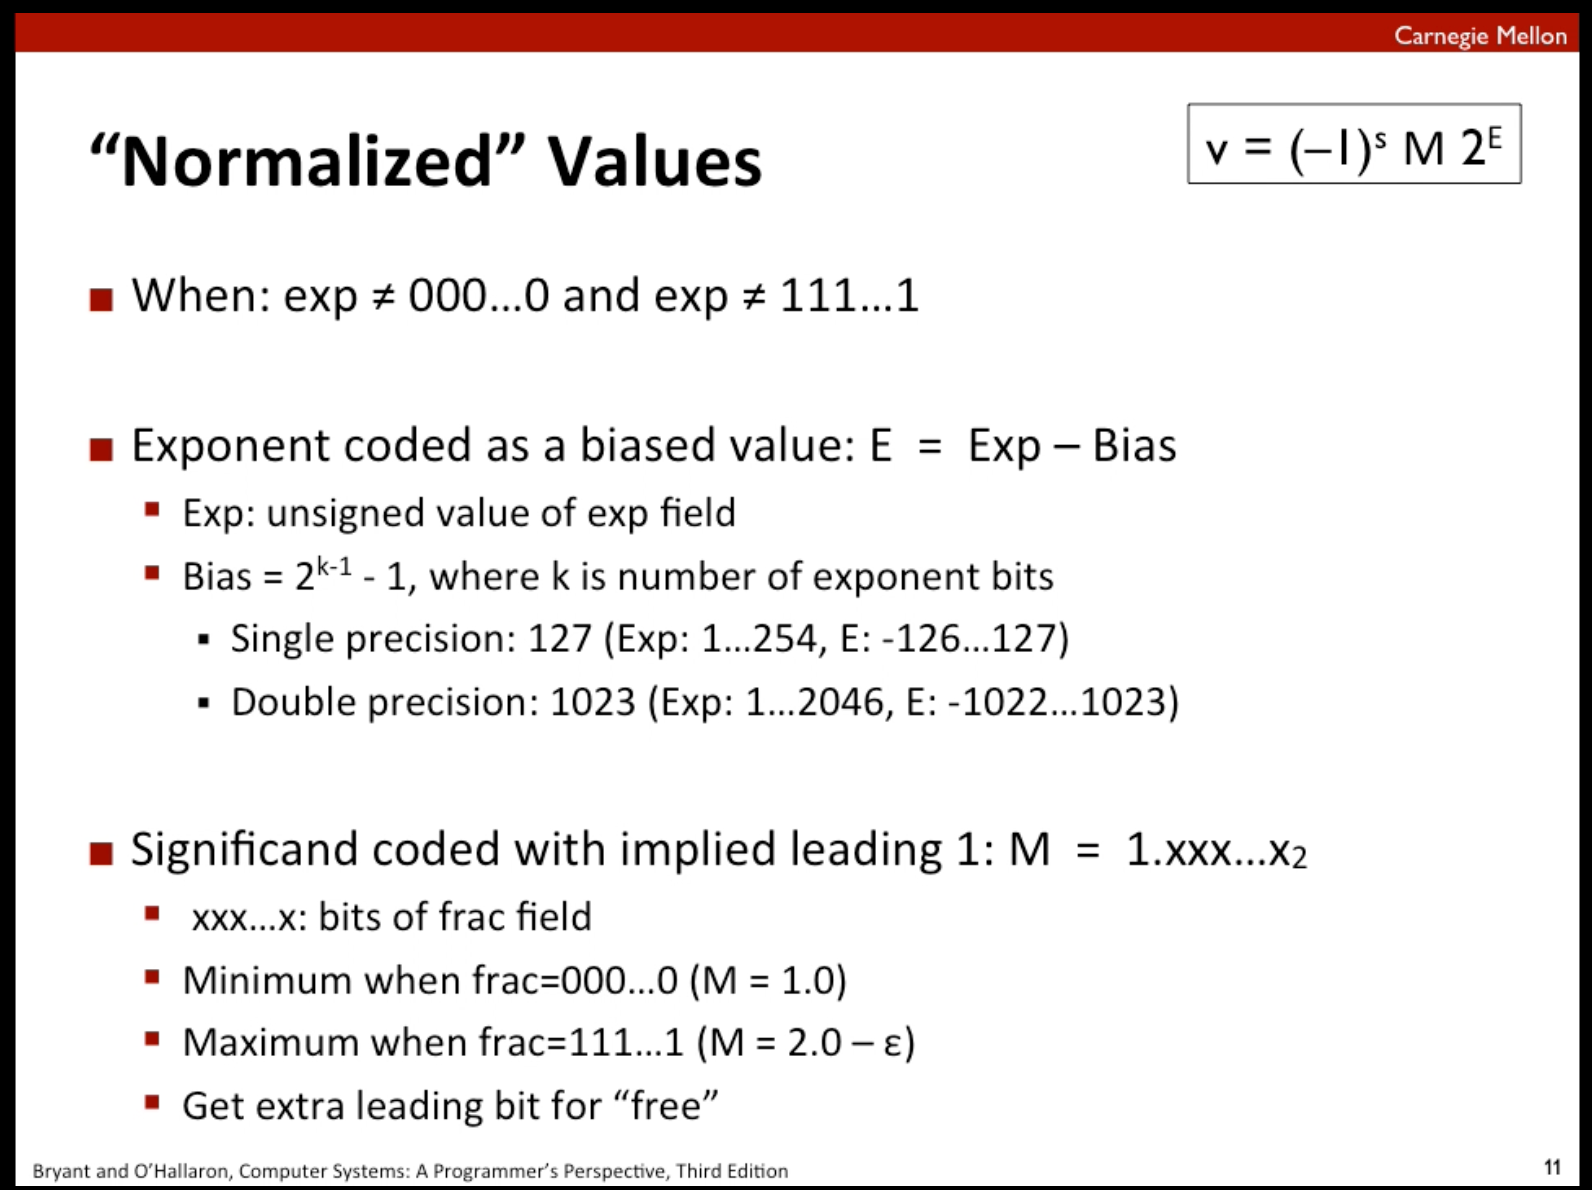 Carnegie Mellon
“Normalized” Values
v = (–1)ˢ M 2ᴱ
■ When: exp ≠ 000…0 and exp ≠ 111…1
■ Exponent coded as a biased value: E = Exp – Bias
▪ Exp: unsigned value of exp field
▪ Bias = 2ᵏ⁻¹ - 1, where k is number of exponent bits
▪ Single precision: 127 (Exp: 1…254, E: -126…127)
▪ Double precision: 1023 (Exp: 1…2046, E: -1022…1023)
■ Significand coded with implied leading 1: M = 1.xxx…x₂
▪ xxx…x: bits of frac field
▪ Minimum when frac=000…0 (M = 1.0)
▪ Maximum when frac=111…1 (M = 2.0 – ε)
▪ Get extra leading bit for “free”
Bryant and O’Hallaron, Computer Systems: A Programmer’s Perspective, Third Edition
11